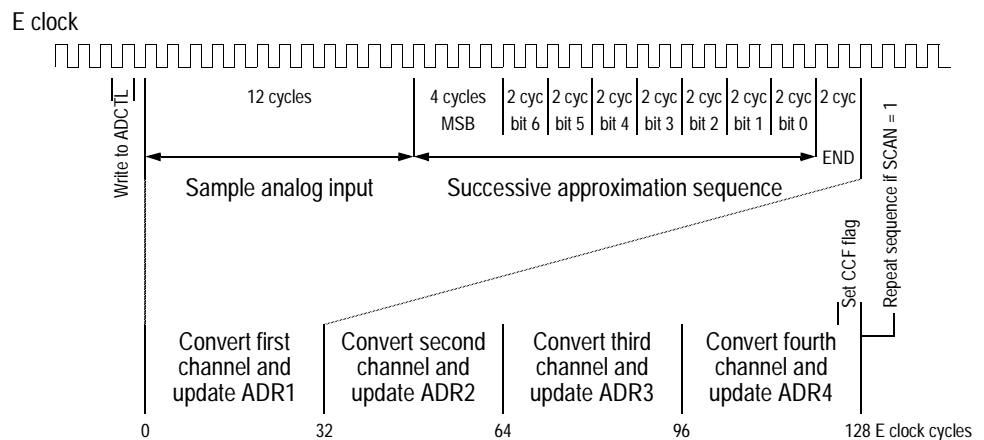 E clock
Write to ADCTL
12 cycles
4 cycles
MSB
2 cyc
bit 6
2 cyc
bit 5
2 cyc
bit 4
2 cyc
bit 3
2 cyc
bit 2
2 cyc
bit 1
2 cyc
bit 0
2 cyc
END
Sample analog input
Successive approximation sequence
Set CCF flag
Repeat sequence if SCAN = 1
Convert first
channel and
update ADR1
Convert second
channel and
update ADR2
Convert third
channel and
update ADR3
Convert fourth
channel and
update ADR4
0
32
64
96
128 E clock cycles